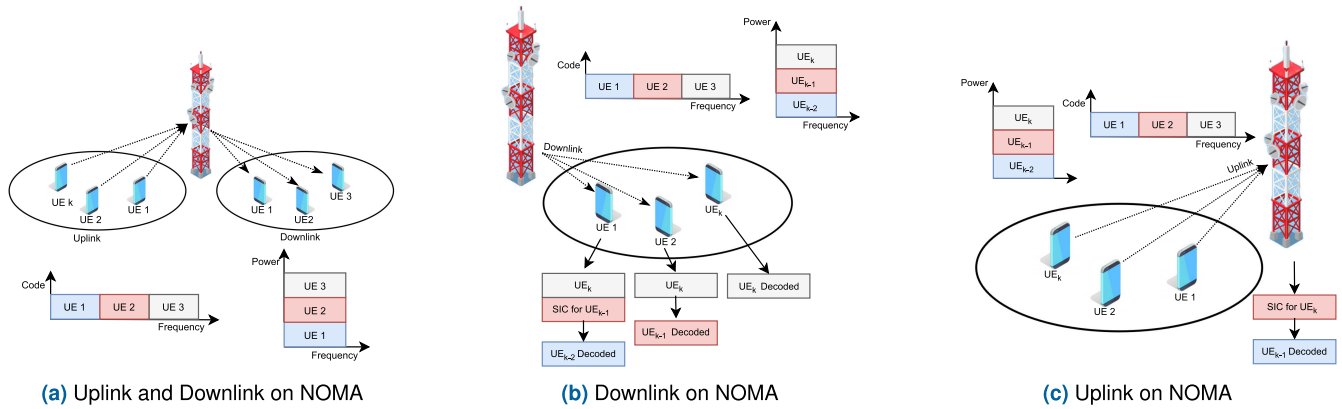 UE k
UE 2
UE 1
Uplink
UE 1
UE2
UE 3
Downlink
Code
UE 1 UE 2 UE 3
Frequency
Power
UE 3
UE 2
UE 1
Frequency
(a) Uplink and Downlink on NOMA
Code
UE 1 UE 2 UE 3
Frequency
Power
UEk
UEk-1
UEk-2
Frequency
Downlink
UE 1
UE 2
UEk
UEk
SIC for UEk-1
UEk-2 Decoded
UEk
UEk-1 Decoded
UEk Decoded
(b) Downlink on NOMA
Power
UEk
UEk-1
UEk-2
Code
UE 1 UE 2 UE 3
Frequency
Uplink
UEk
UE 2
UE 1
SIC for UEk
UEk-1 Decoded
(c) Uplink on NOMA